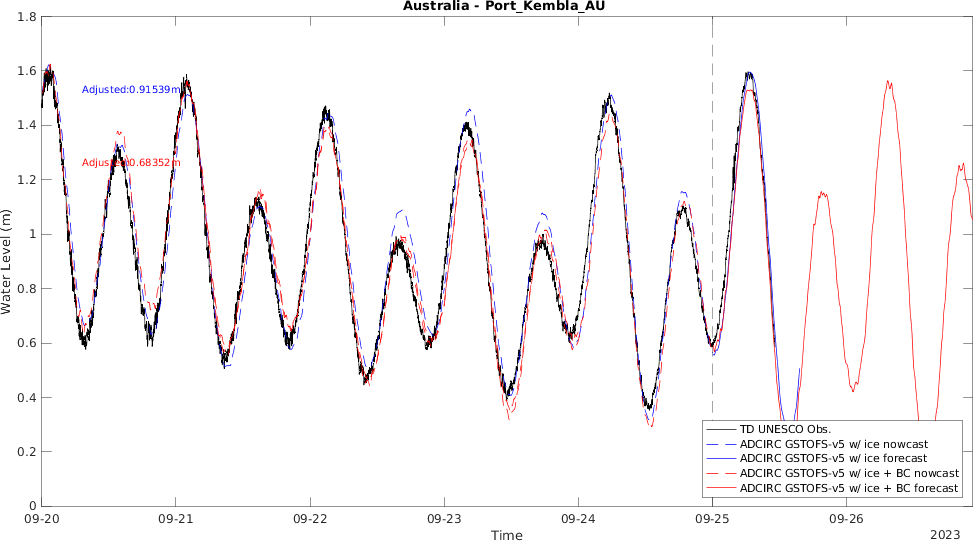 Australia - Port_Kembla_AU
1.8
1.6
1.4
1.2
1
0.8
0.6
0.4
0.2
0
Water Level (m)
Adjusted:0.91539m
Adjusted:0.68352m
TD UNESCO Obs.
ADCIRC GSTOFS-v5 w/ ice nowcast
ADCIRC GSTOFS-v5 w/ ice forecast
ADCIRC GSTOFS-v5 w/ ice + BC nowcast
ADCIRC GSTOFS-v5 w/ ice + BC forecast
09-20 09-21 09-22 09-23 09-24 09-25 09-26
Time
2023